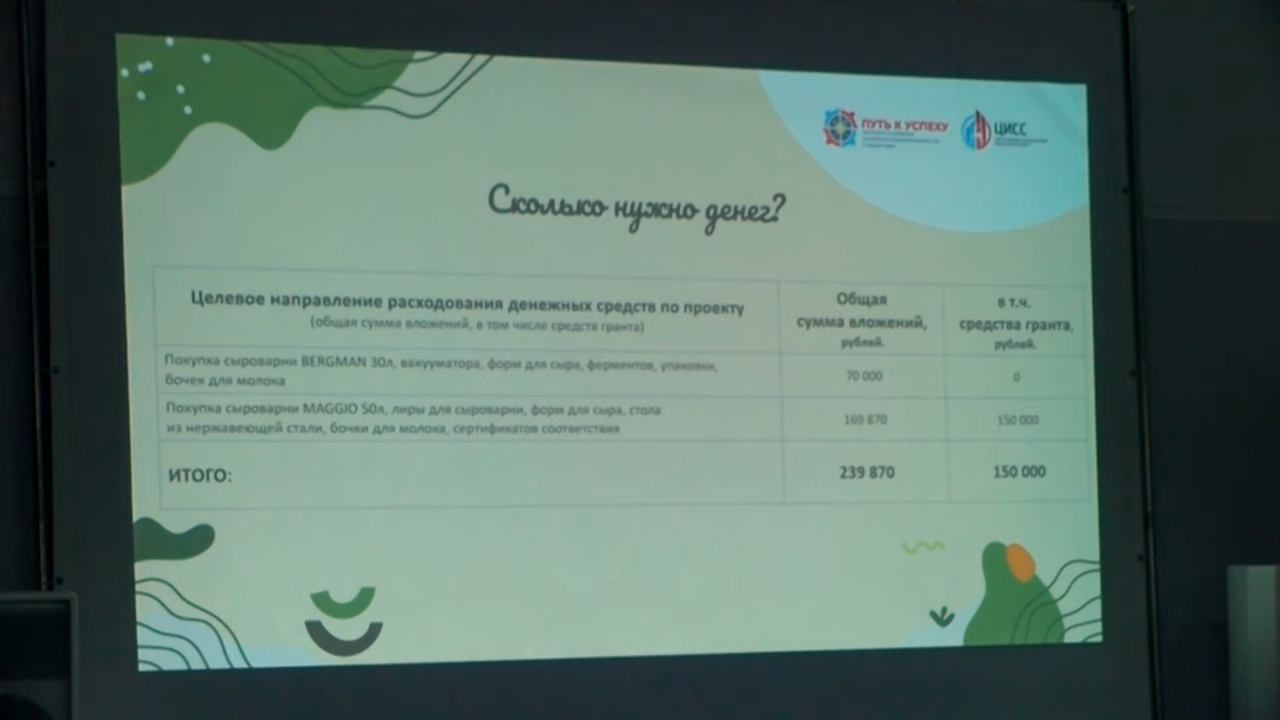 ПУТЬ К УСПЕХУ
ЦИСС
Сколько нужно денег?
Целевое направление расходования денежных средств по проекту
(общая сумма вложений, в том числе средств гранта)
Общая
сумма вложений,
рублей.
в т.ч.
средства гранта,
рублей.
Покупка сыроварни BERGMAN 30л, вакууматора, форм для сыра, ферментов, упаковки,
бочек для молока
70 000
0
Покупка сыроварни MAGGIO 50л, лиры для сыроварни, форм для сыра, стола
из нержавеющей стали, бочки для молока, сертификатов соответствия
169 870
150 000
ИТОГО:
239 870
150 000